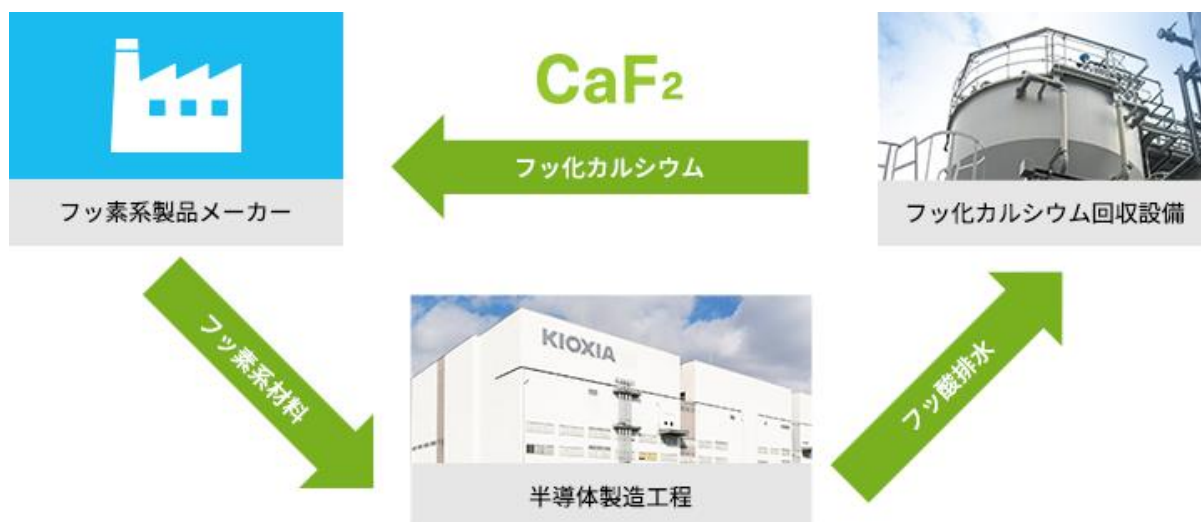 CaF2
フッ化カルシウム
フッ素系製品メーカー
フッ化カルシウム回収設備
フッ素系材料
KIOXIA
フッ酸排水
半導体製造工程